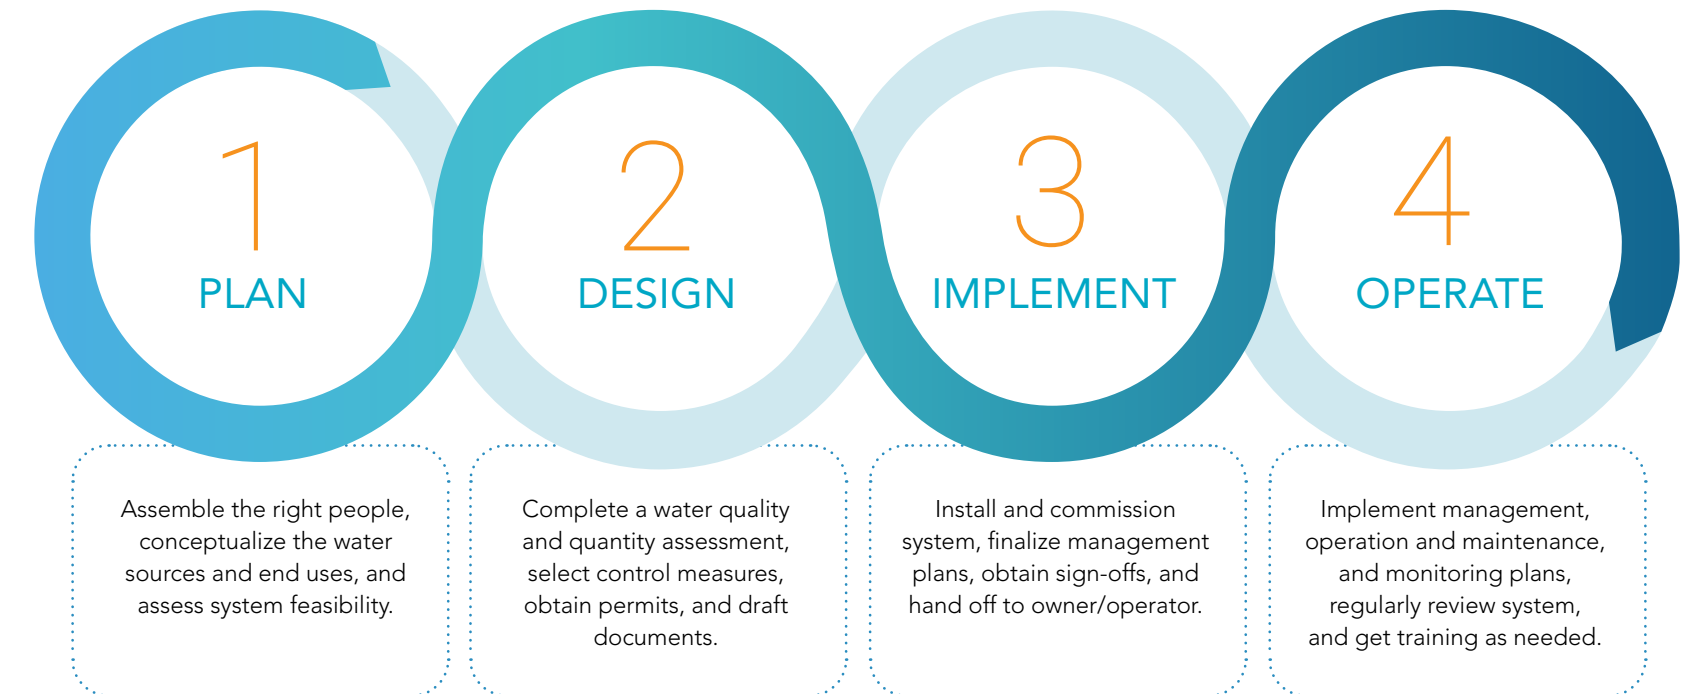 1
PLAN
Assemble the right people,
conceptualize the water
sources and end uses, and
assess system feasibility.
2
DESIGN
Complete a water quality
and quantity assessment,
select control measures,
obtain permits, and draft
documents.
3
IMPLEMENT
Install and commission
system, finalize management
plans, obtain sign-offs, and
hand off to owner/operator.
4
OPERATE
Implement management,
operation and maintenance,
and monitoring plans,
regularly review system,
and get training as needed.